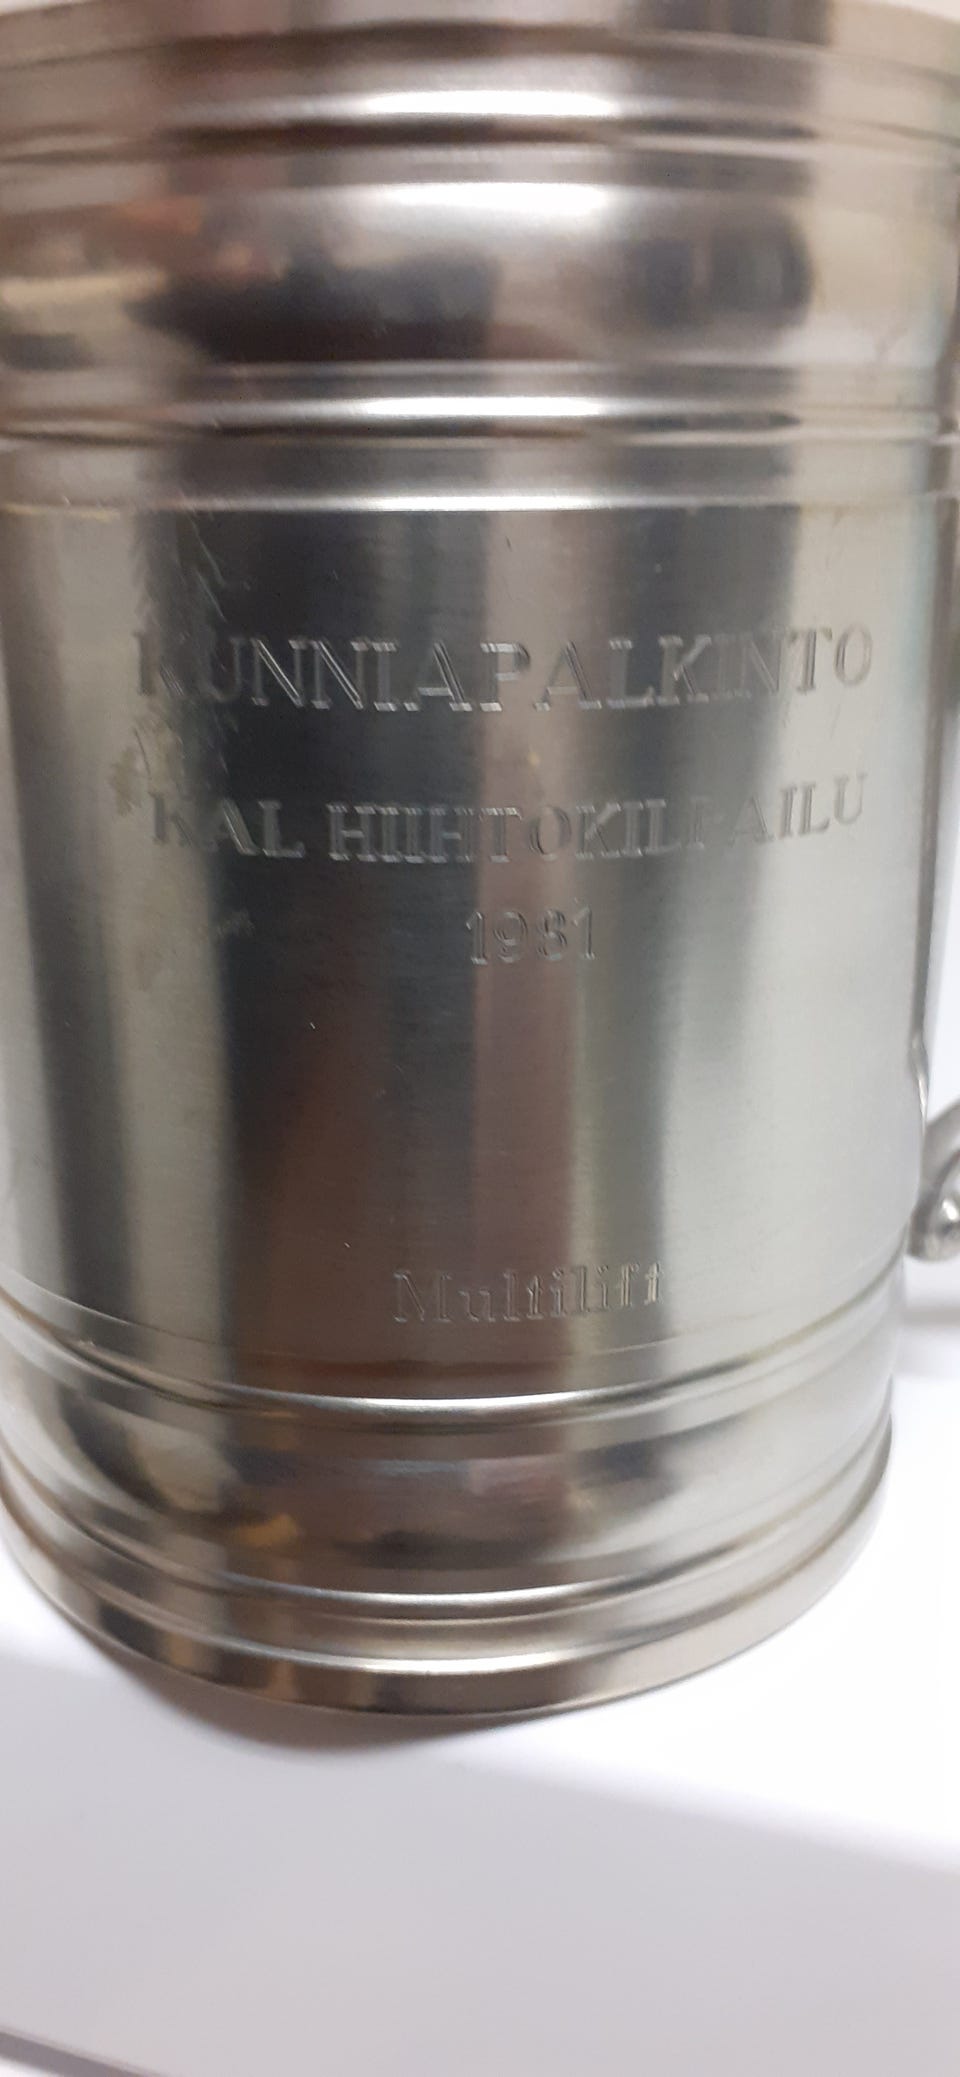 KUNNIAPALKINTO
KAL HIIHTOKILPAILU
1981
Multilift